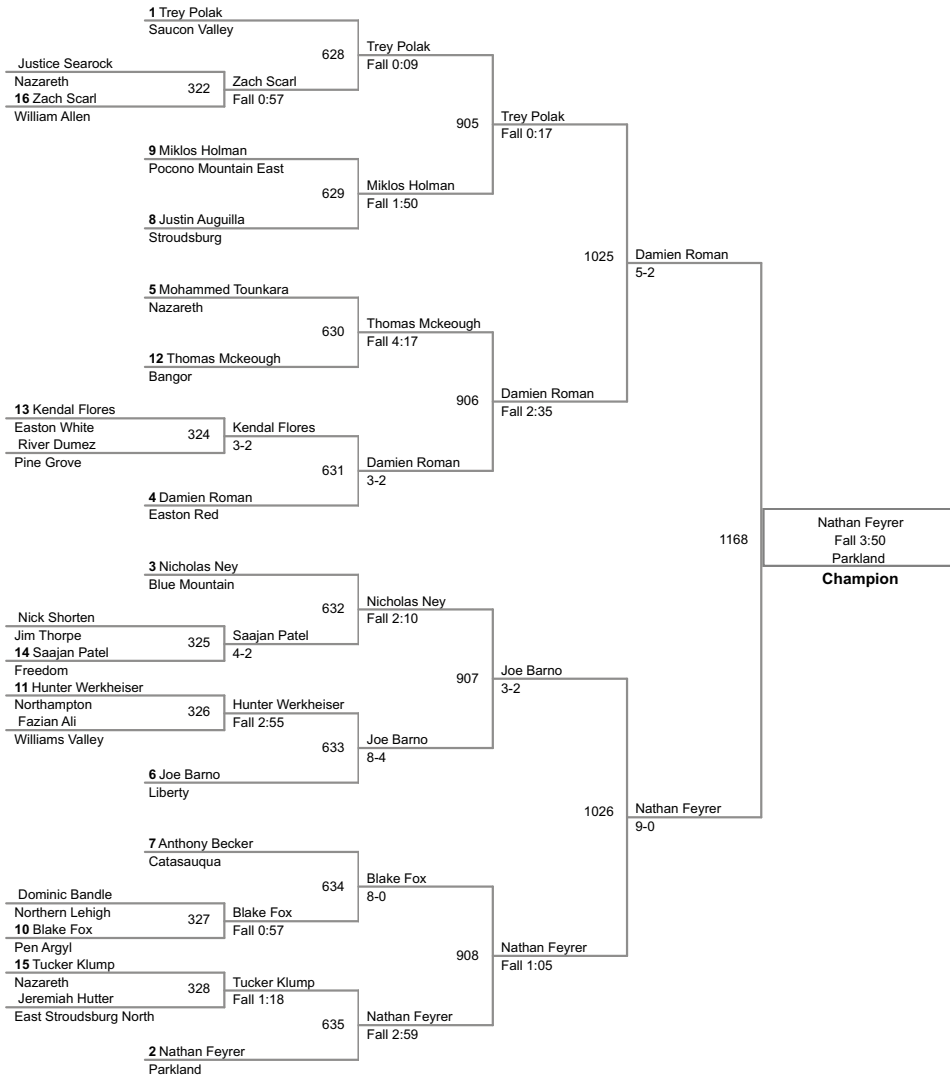 1 Trey Polak
Saucon Valley
628
Trey Polak
Fall 0:09
Justice Searock
Nazareth
322
16 Zach Scarl
William Allen
Zach Scarl
Fall 0:57
905
Trey Polak
Fall 0:17
9 Miklos Holman
Pocono Mountain East
629
Miklos Holman
Fall 1:50
8 Justin Auguilla
Stroudsburg
1025
Damien Roman
5-2
5 Mohammed Tounkara
Nazareth
630
Thomas Mckeough
Fall 4:17
12 Thomas Mckeough
Bangor
906
Damien Roman
Fall 2:35
13 Kendal Flores
Easton White
324
River Dumez
Pine Grove
Kendal Flores
3-2
631
Damien Roman
3-2
4 Damien Roman
Easton Red
1168
Nathan Feyrer
Fall 3:50
Parkland
Champion
3 Nicholas Ney
Blue Mountain
632
Nicholas Ney
Fall 2:10
Nick Shorten
Jim Thorpe
325
14 Saajan Patel
Freedom
Saajan Patel
4-2
907
Joe Barno
3-2
11 Hunter Werkheiser
Northampton
326
Fazian Ali
Williams Valley
Hunter Werkheiser
Fall 2:55
633
Joe Barno
8-4
6 Joe Barno
Liberty
1026
Nathan Feyrer
9-0
7 Anthony Becker
Catasauqua
634
Blake Fox
8-0
Dominic Bandle
Northern Lehigh
327
10 Blake Fox
Pen Argyl
Blake Fox
Fall 0:57
908
Nathan Feyrer
Fall 1:05
15 Tucker Klump
Nazareth
328
Jeremiah Hutter
East Stroudsburg North
Tucker Klump
Fall 1:18
635
Nathan Feyrer
Fall 2:59
2 Nathan Feyrer
Parkland